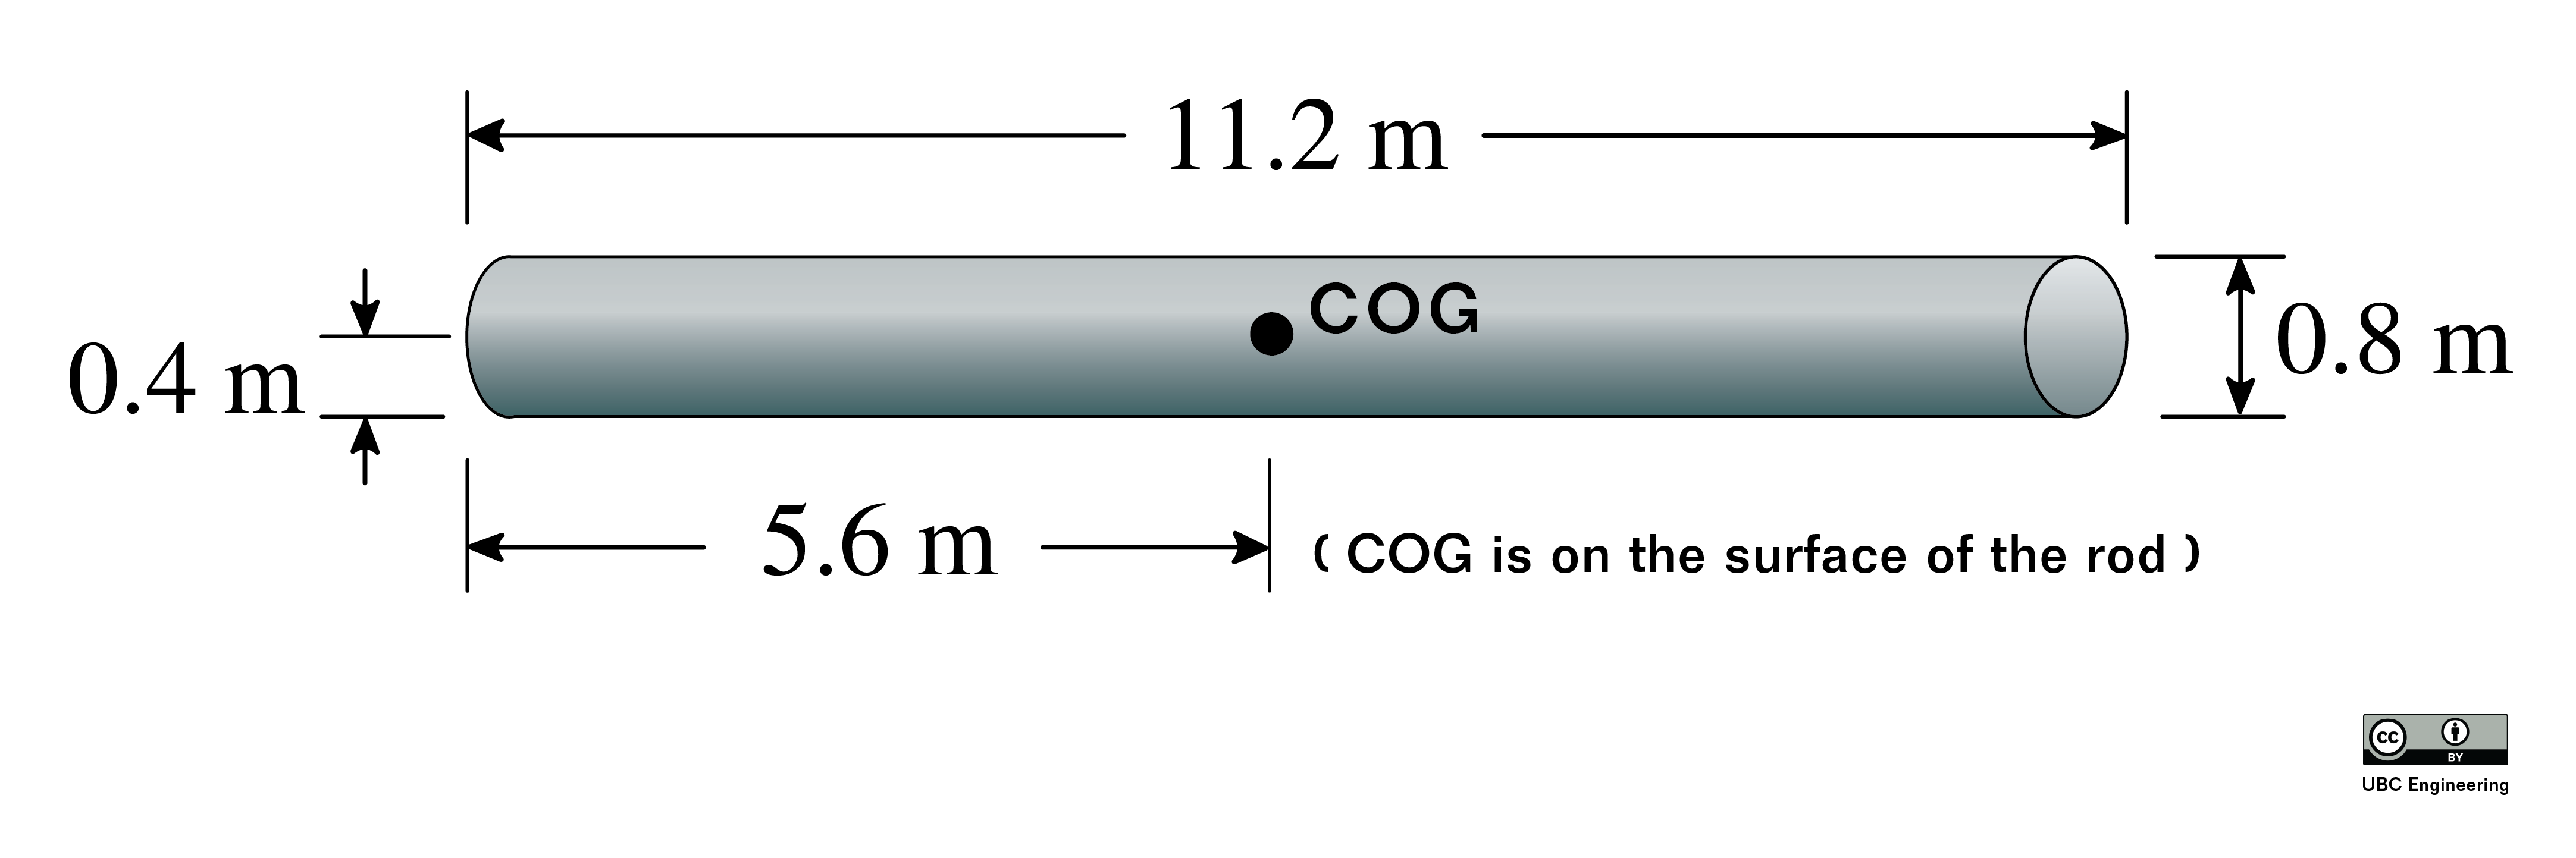 11.2 m
COG
0.4 m
0.8 m
5.6 m
( COG is on the surface of the rod )
cc
BY
UBC Engineering